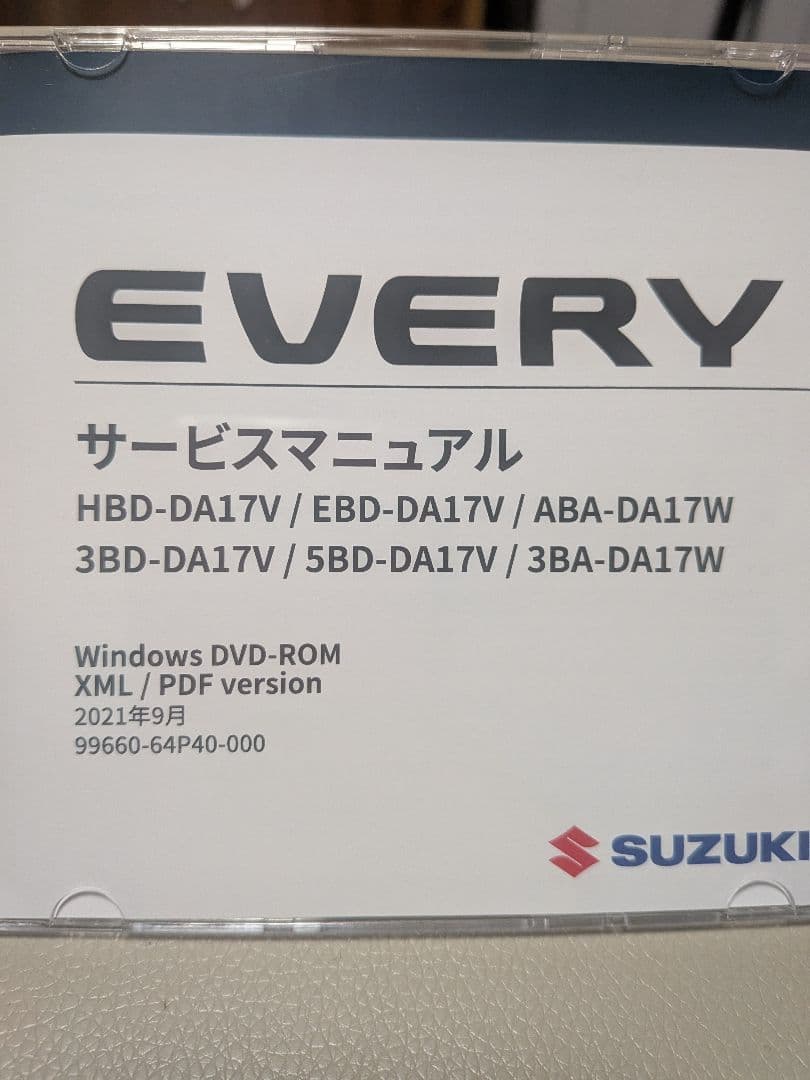 EVERY
サービスマニュアル
HBD-DA17V / EBD-DA17V / ABA-DA17W
3BD-DA17V / 5BD-DA17V / 3BA-DA17W
Windows DVD-ROM
XML / PDF version
2021年9月
99660-64P40-000
SUZUKI